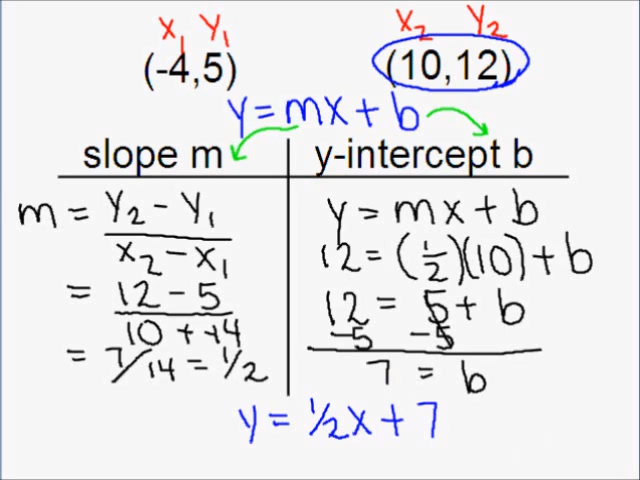 x₁ y₁ x₂ y₂
(-4,5) (10,12)
y = mx + b
slope m y-intercept b
m = y₂ - y₁ / x₂ - x₁
= 12 - 5 / 10 + +4
= 7/14 = 1/2
y = mx + b
12 = (1/2)(10) + b
12 = 5 + b
-5 -5
7 = b
y = 1/2x + 7